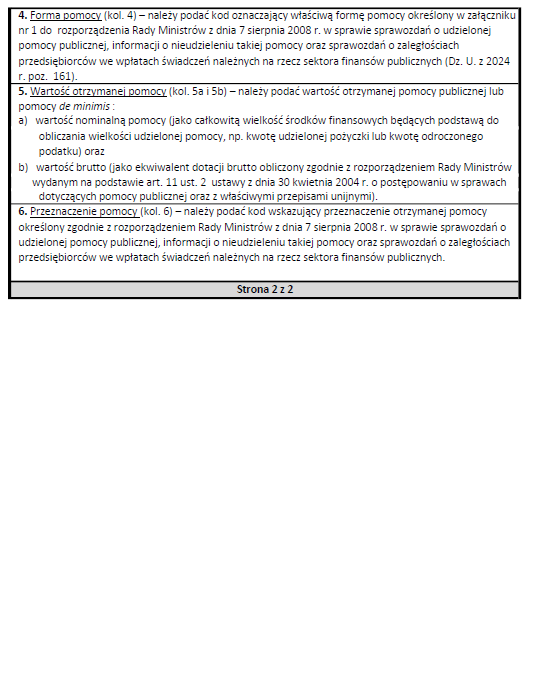 4. Forma pomocy (kol. 4) – należy podać kod oznaczający właściwą formę pomocy określony w załączniku
nr 1 do rozporządzenia Rady Ministrów z dnia 7 sierpnia 2008 r. w sprawie sprawozdań o udzielonej
pomocy publicznej, informacji o nieudzieleniu takiej pomocy oraz sprawozdań o zaległościach
przedsiębiorców we wpłatach świadczeń należnych na rzecz sektora finansów publicznych (Dz. U. z 2024
r. poz. 161).
5. Wartość otrzymanej pomocy (kol. 5a i 5b) – należy podać wartość otrzymanej pomocy publicznej lub
pomocy de minimis :
a) wartość nominalną pomocy (jako całkowitą wielkość środków finansowych będących podstawą do
obliczania wielkości udzielonej pomocy, np. kwotę udzielonej pożyczki lub kwotę odroczonego
podatku) oraz
b) wartość brutto (jako ekwiwalent dotacji brutto obliczony zgodnie z rozporządzeniem Rady Ministrów
wydanym na podstawie art. 11 ust. 2 ustawy z dnia 30 kwietnia 2004 r. o postępowaniu w sprawach
dotyczących pomocy publicznej oraz z właściwymi przepisami unijnymi).
6. Przeznaczenie pomocy (kol. 6) – należy podać kod wskazujący przeznaczenie otrzymanej pomocy
określony zgodnie z rozporządzeniem Rady Ministrów z dnia 7 sierpnia 2008 r. w sprawie sprawozdań o
udzielonej pomocy publicznej, informacji o nieudzieleniu takiej pomocy oraz sprawozdań o zaległościach
przedsiębiorców we wpłatach świadczeń należnych na rzecz sektora finansów publicznych.
Strona 2 z 2